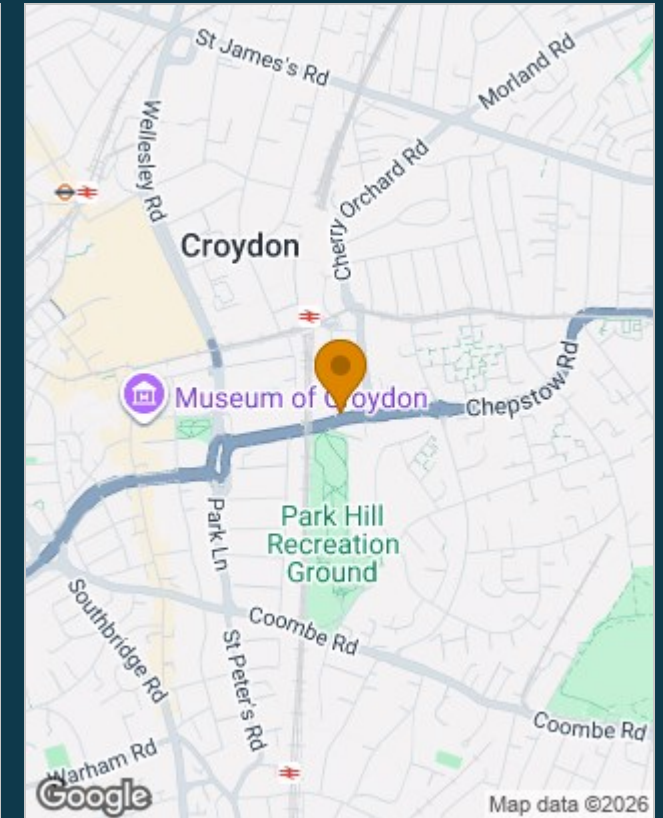 St James's Rd
Morland Rd
Wellesley Rd
Cherry Orchard Rd
Croydon
Museum of Croydon
Chepstow Rd
Park Hill
Recreation
Ground
Park Ln
Coombe Rd
Southbridge Rd
St Peter's Rd
Coombe Rd
Warham Rd
Google
Map data ©2026